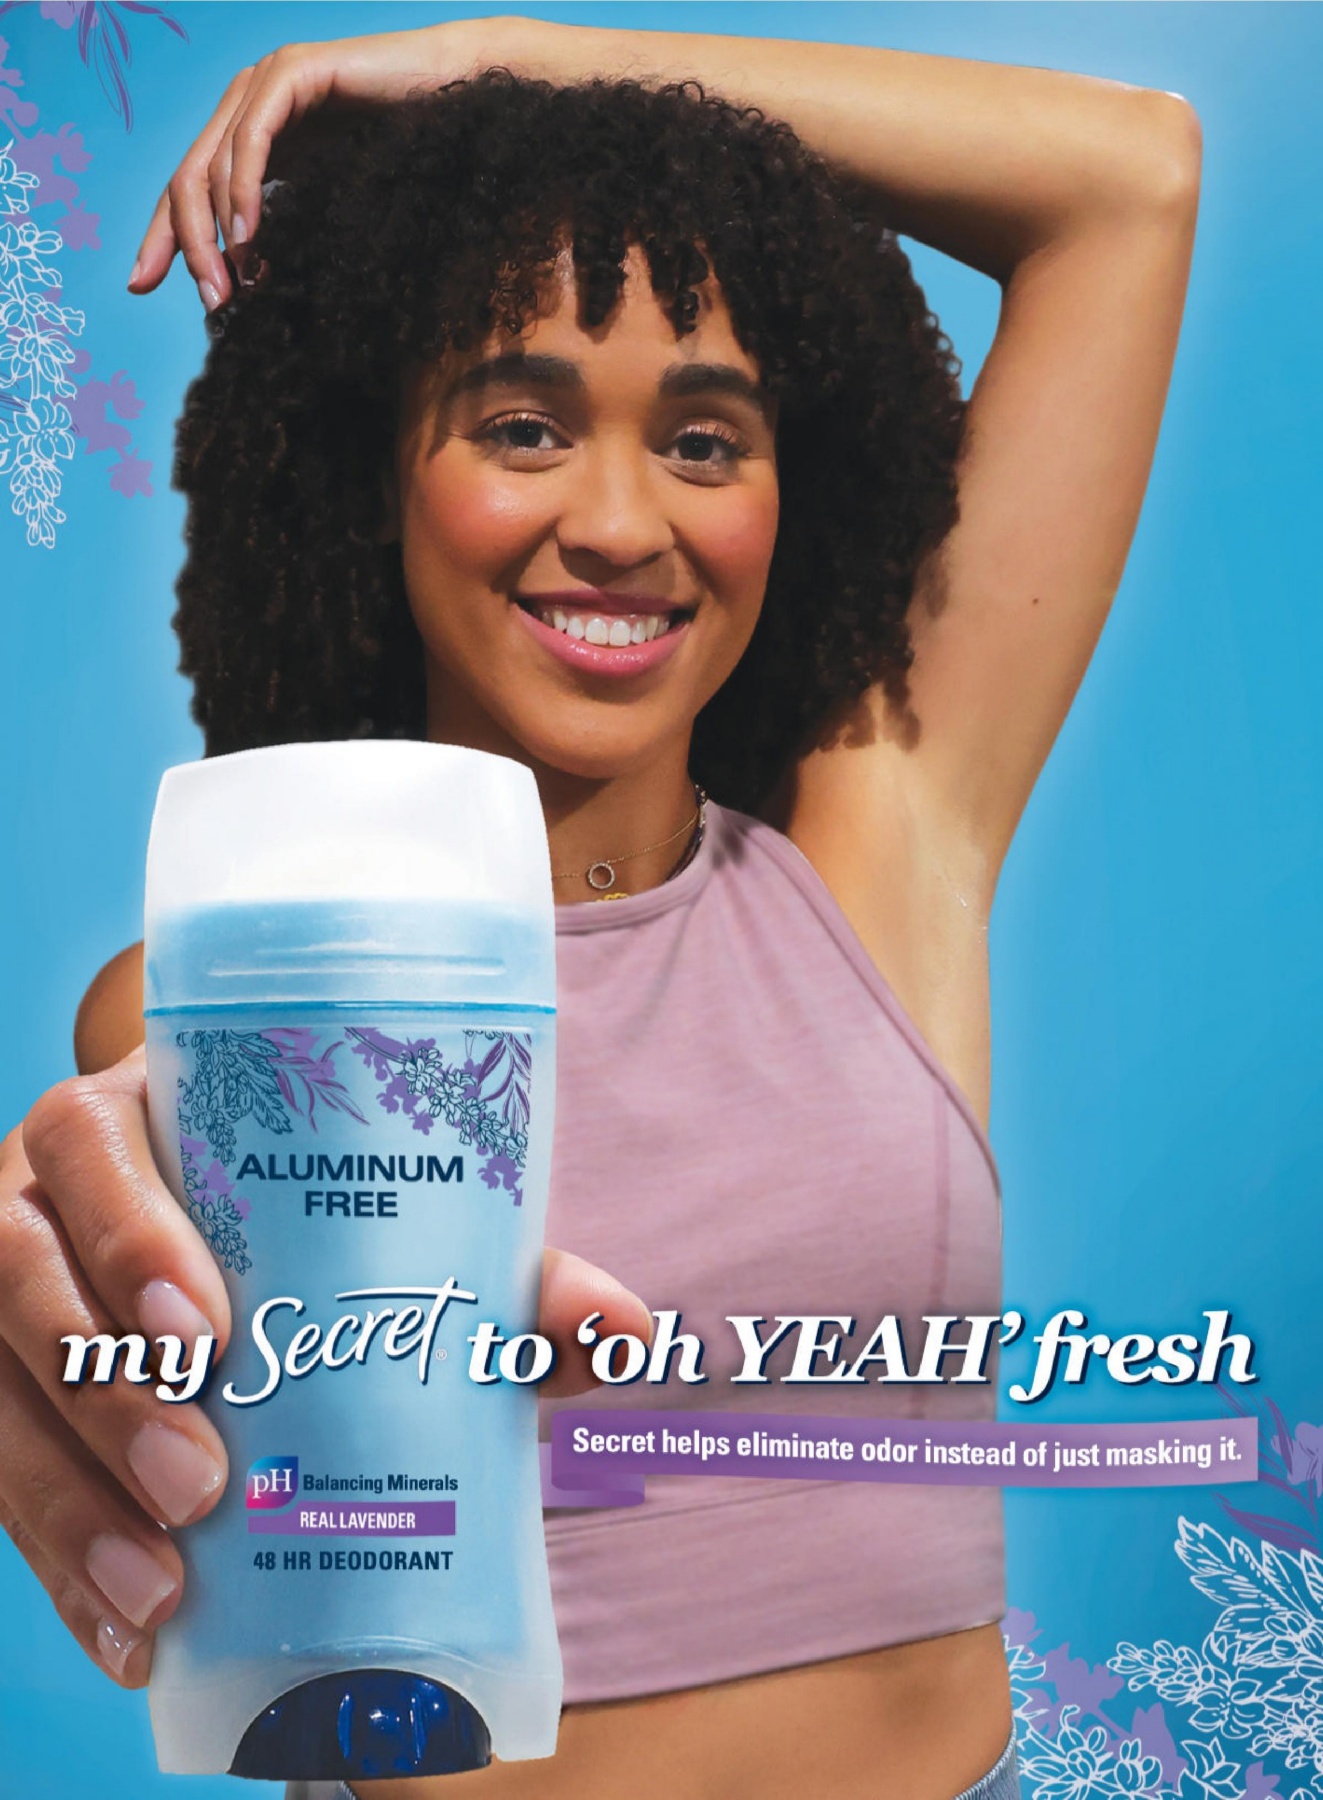 ALUMINUM
FREE
my Secret® to ‘oh YEAH’ fresh
Secret helps eliminate odor instead of just masking it.
pH Balancing Minerals
REAL LAVENDER
48 HR DEODORANT